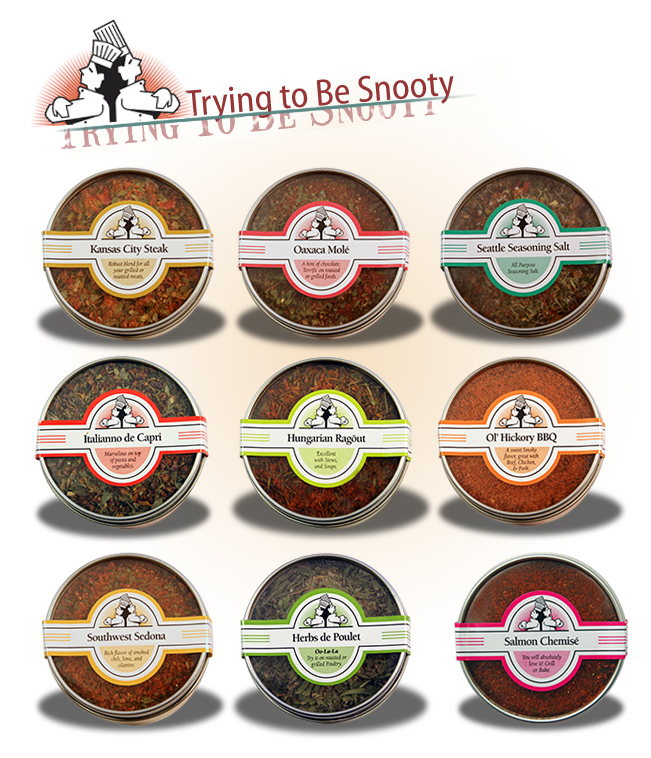 Trying to Be Snooty
TRYING TO BE SNOOTY
Kansas City Steak
Robust blend for all
your grilled or
roasted meats.
Oaxaca Molé
A hint of chocolate.
Terrific on roasted
or grilled foods.
Seattle Seasoning Salt
All Purpose
Seasoning Salt.
Italianno de Capri
Marvelous on top
of pasta and
vegetables.
Hungarian Ragôut
Excellent
with Stews,
and Soups.
Ol' Hickory BBQ
A sweet Smoky
flavor, great with
Beef, Chicken,
& Pork.
Southwest Sedona
Rich flavor of smoked
chili, lime, and
cilantro.
Herbs de Poulet
Oo-La-La
Try it on roasted or
grilled Poultry
Salmon Chemisé
You will absolutely
love it! Grill
or Bake.